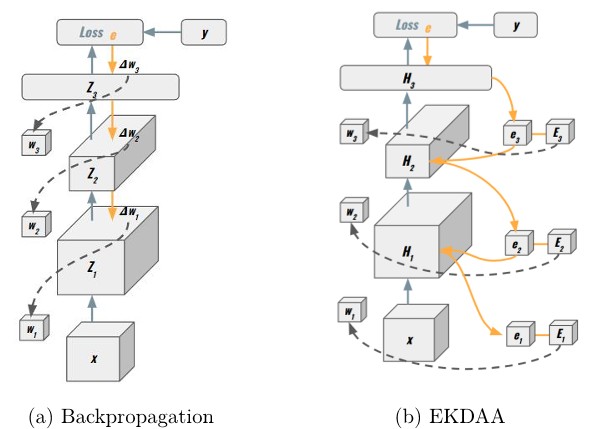 Loss e
y
Δw3
Z3
w3
Δw2
Z2
w2
Δw1
Z1
w1
x
(a) Backpropagation
Loss e
y
H3
w3
e3
E3
H2
w2
e2
E2
H1
w1
e1
E1
x
(b) EKDAA